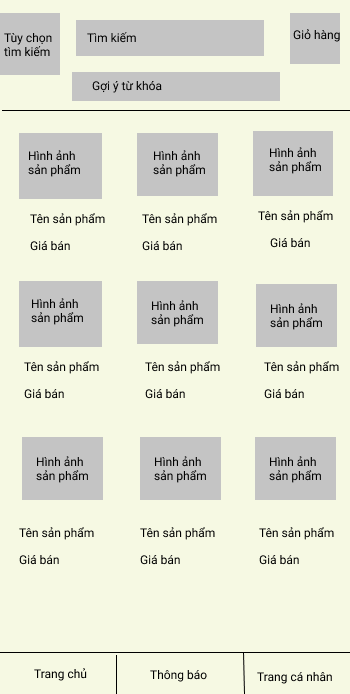 Tùy chọn
tìm kiếm
Tìm kiếm
Giỏ hàng
Gợi ý từ khóa
Hình ảnh
sản phẩm
Hình ảnh
sản phẩm
Hình ảnh
sản phẩm
Tên sản phẩm
Tên sản phẩm
Tên sản phẩm
Giá bán
Giá bán
Giá bán
Hình ảnh
sản phẩm
Hình ảnh
sản phẩm
Hình ảnh
sản phẩm
Tên sản phẩm
Tên sản phẩm
Tên sản phẩm
Giá bán
Giá bán
Giá bán
Hình ảnh
sản phẩm
Hình ảnh
sản phẩm
Hình ảnh
sản phẩm
Tên sản phẩm
Tên sản phẩm
Tên sản phẩm
Giá bán
Giá bán
Giá bán
Trang chủ
Thông báo
Trang cá nhân